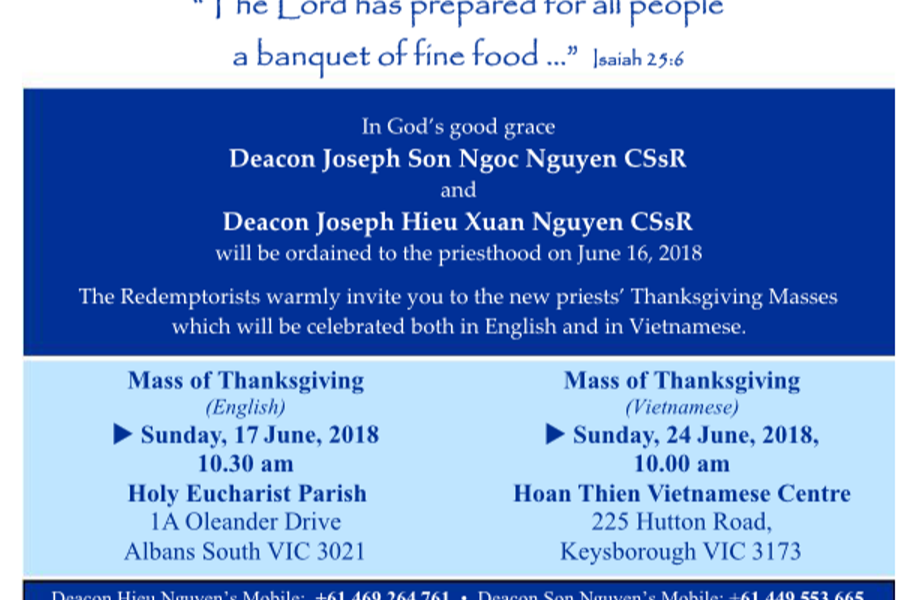 “The Lord has prepared for all people
a banquet of fine food ...” Isaiah 25:6
In God's good grace
Deacon Joseph Son Ngoc Nguyen CSsR
and
Deacon Joseph Hieu Xuan Nguyen CSsR
will be ordained to the priesthood on June 16, 2018
The Redemptorists warmly invite you to the new priests’ Thanksgiving Masses
which will be celebrated both in English and in Vietnamese.
Mass of Thanksgiving
(English)
▶ Sunday, 17 June, 2018
10.30 am
Holy Eucharist Parish
1A Oleander Drive
Albans South VIC 3021
Mass of Thanksgiving
(Vietnamese)
▶ Sunday, 24 June, 2018,
10.00 am
Hoan Thien Vietnamese Centre
225 Hutton Road,
Keysborough VIC 3173
Deacon Hieu Nguyen's Mobile: +61 469 264 761 • Deacon Son Nguyen's Mobile: +61 449 553 665